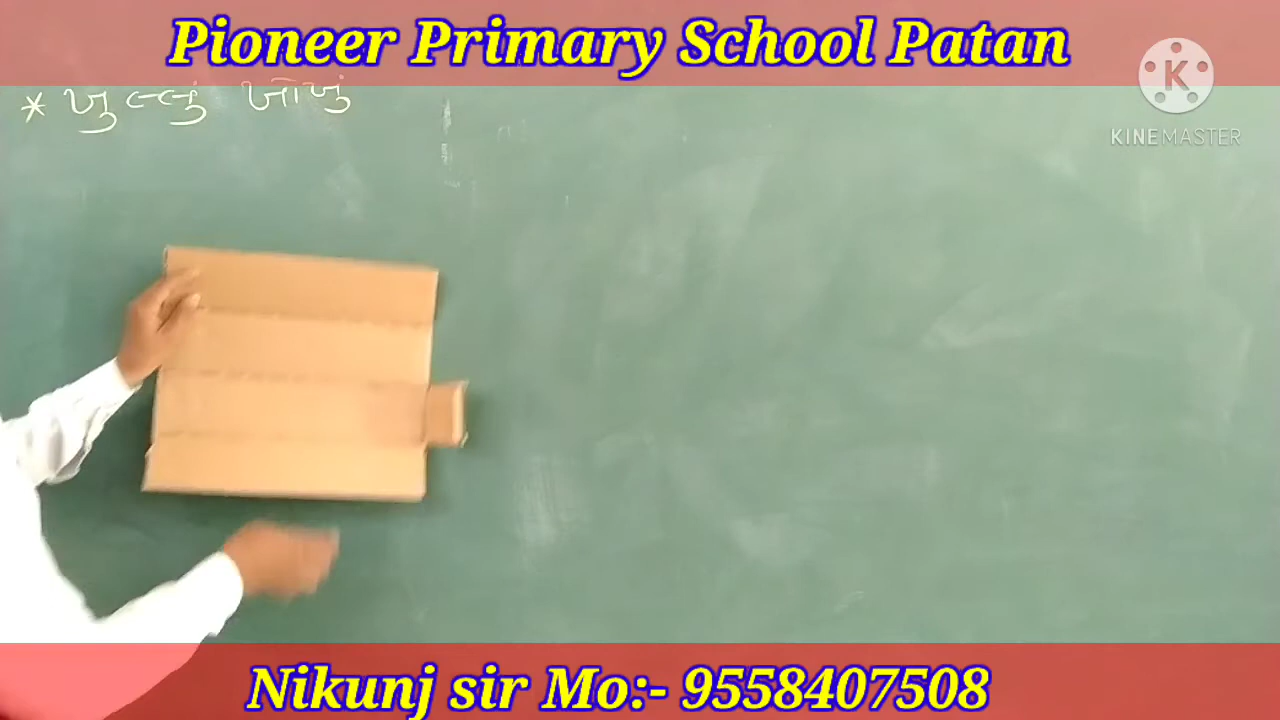 Pioneer Primary School Patan
* ખુલ્લું ખોખું
K
KINEMASTER
Nikunj sir Mo:- 9558407508